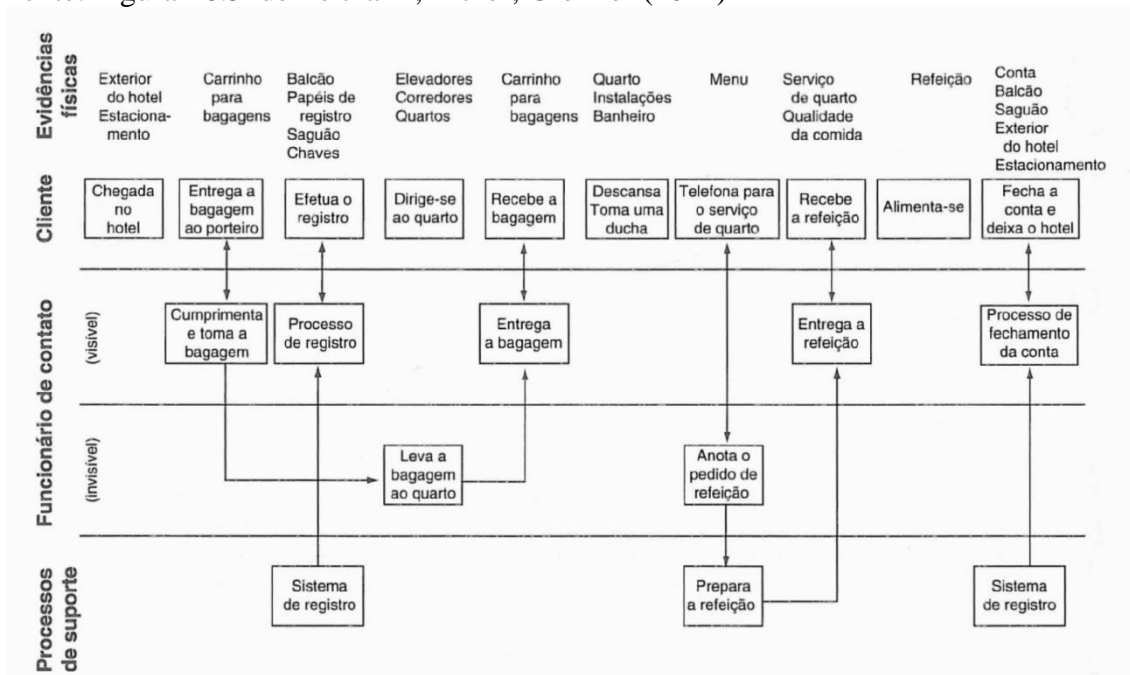 Evidências
físicas
Exterior
do hotel
Estaciona-
mento
Carrinho
para
bagagens
Balcão
Papéis de
registro
Saguão
Chaves
Elevadores
Corredores
Quartos
Carrinho
para
bagagens
Quarto
Instalações
Banheiro
Menu
Serviço
de quarto
Qualidade
da comida
Refeição
Conta
Balcão
Saguão
Exterior
do hotel
Estacionamento
Cliente
Chegada
no
hotel
Entrega a
bagagem
ao porteiro
Efetua o
registro
Dirige-se
ao quarto
Recebe a
bagagem
Descansa
Toma uma
ducha
Telefona para
o serviço
de quarto
Recebe
a refeição
Alimenta-se
Fecha a
conta e
deixa o hotel
Funcionário de contato
(visível)
Cumprimenta
e toma a
bagagem
Processo
de registro
Entrega
a bagagem
Entrega a
refeição
Processo de
fechamento
da conta
(invisível)
Leva a
bagagem
ao quarto
Anota o
pedido de
refeição
Processos
de suporte
Sistema
de registro
Prepara
a refeição
Sistema
de registro